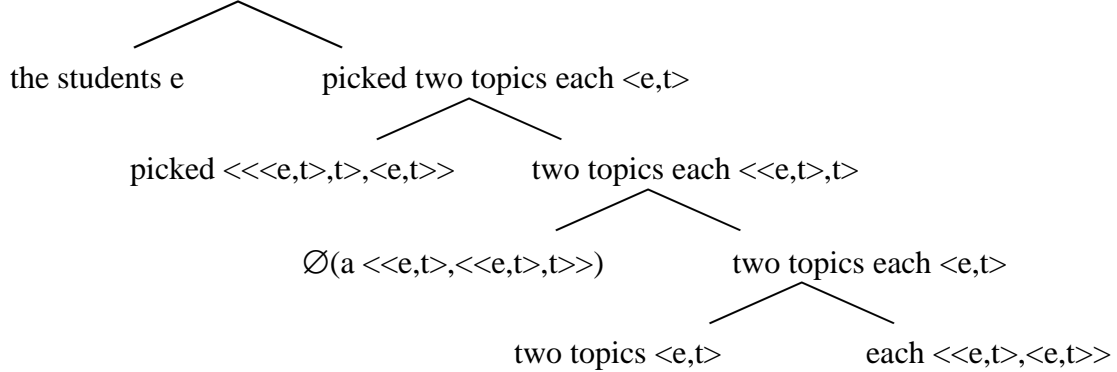 the students e picked two topics each <e,t>
picked <<<e,t>,t>,<e,t>> two topics each <<e,t>,t>
∅(a <<e,t>,<<e,t>,t>>) two topics each <e,t>
two topics <e,t> each <<e,t>,<e,t>>